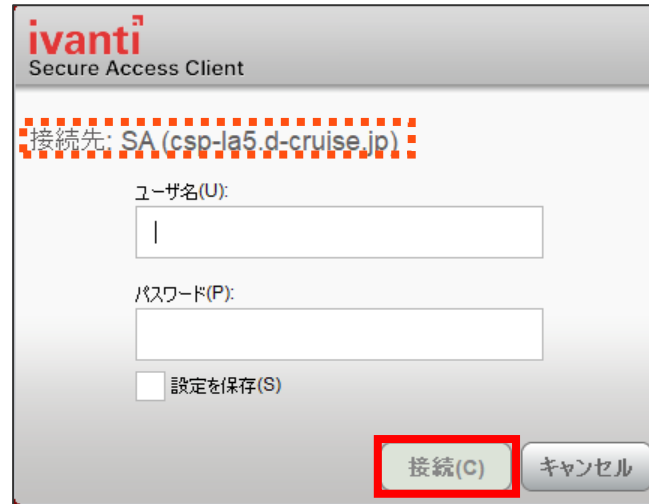 ivanti
Secure Access Client
接続先: SA (csp-la5.d-cruise.jp)
ユーザ名(U):
パスワード(P):
設定を保存(S)
接続(C) キャンセル